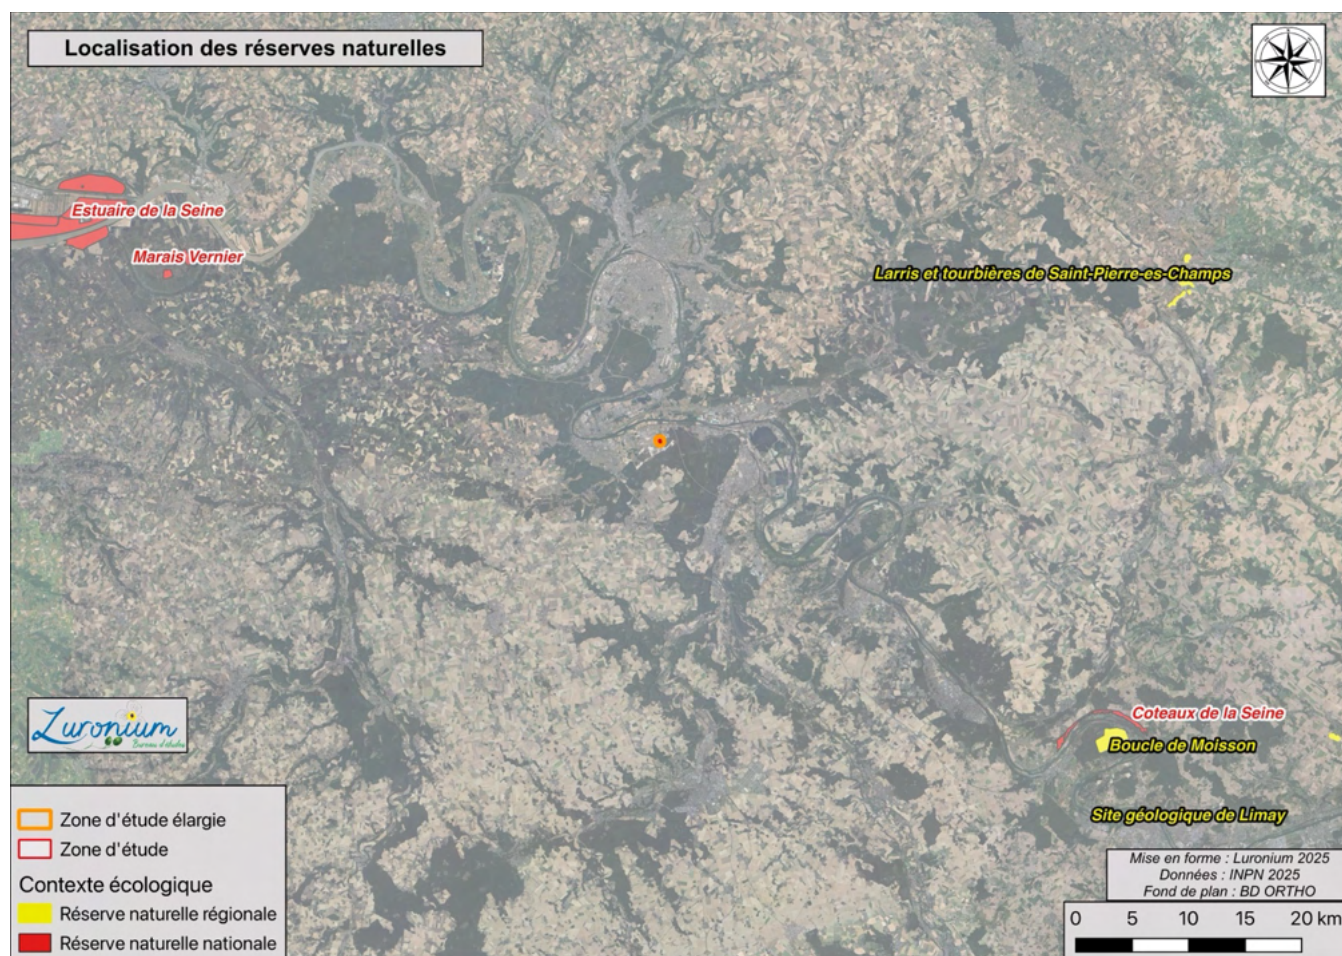 Localisation des réserves naturelles
Estuaire de la Seine
Marais Vernier
Larris et tourbières de Saint-Pierre-es-Champs
Coteaux de la Seine
Boucle de Moisson
Site géologique de Limay
Luronium
Bureau d'études
Zone d'étude élargie
Zone d'étude
Contexte écologique
Réserve naturelle régionale
Réserve naturelle nationale
Mise en forme : Luronium 2025
Données : INPN 2025
Fond de plan : BD ORTHO
0 5 10 15 20 km